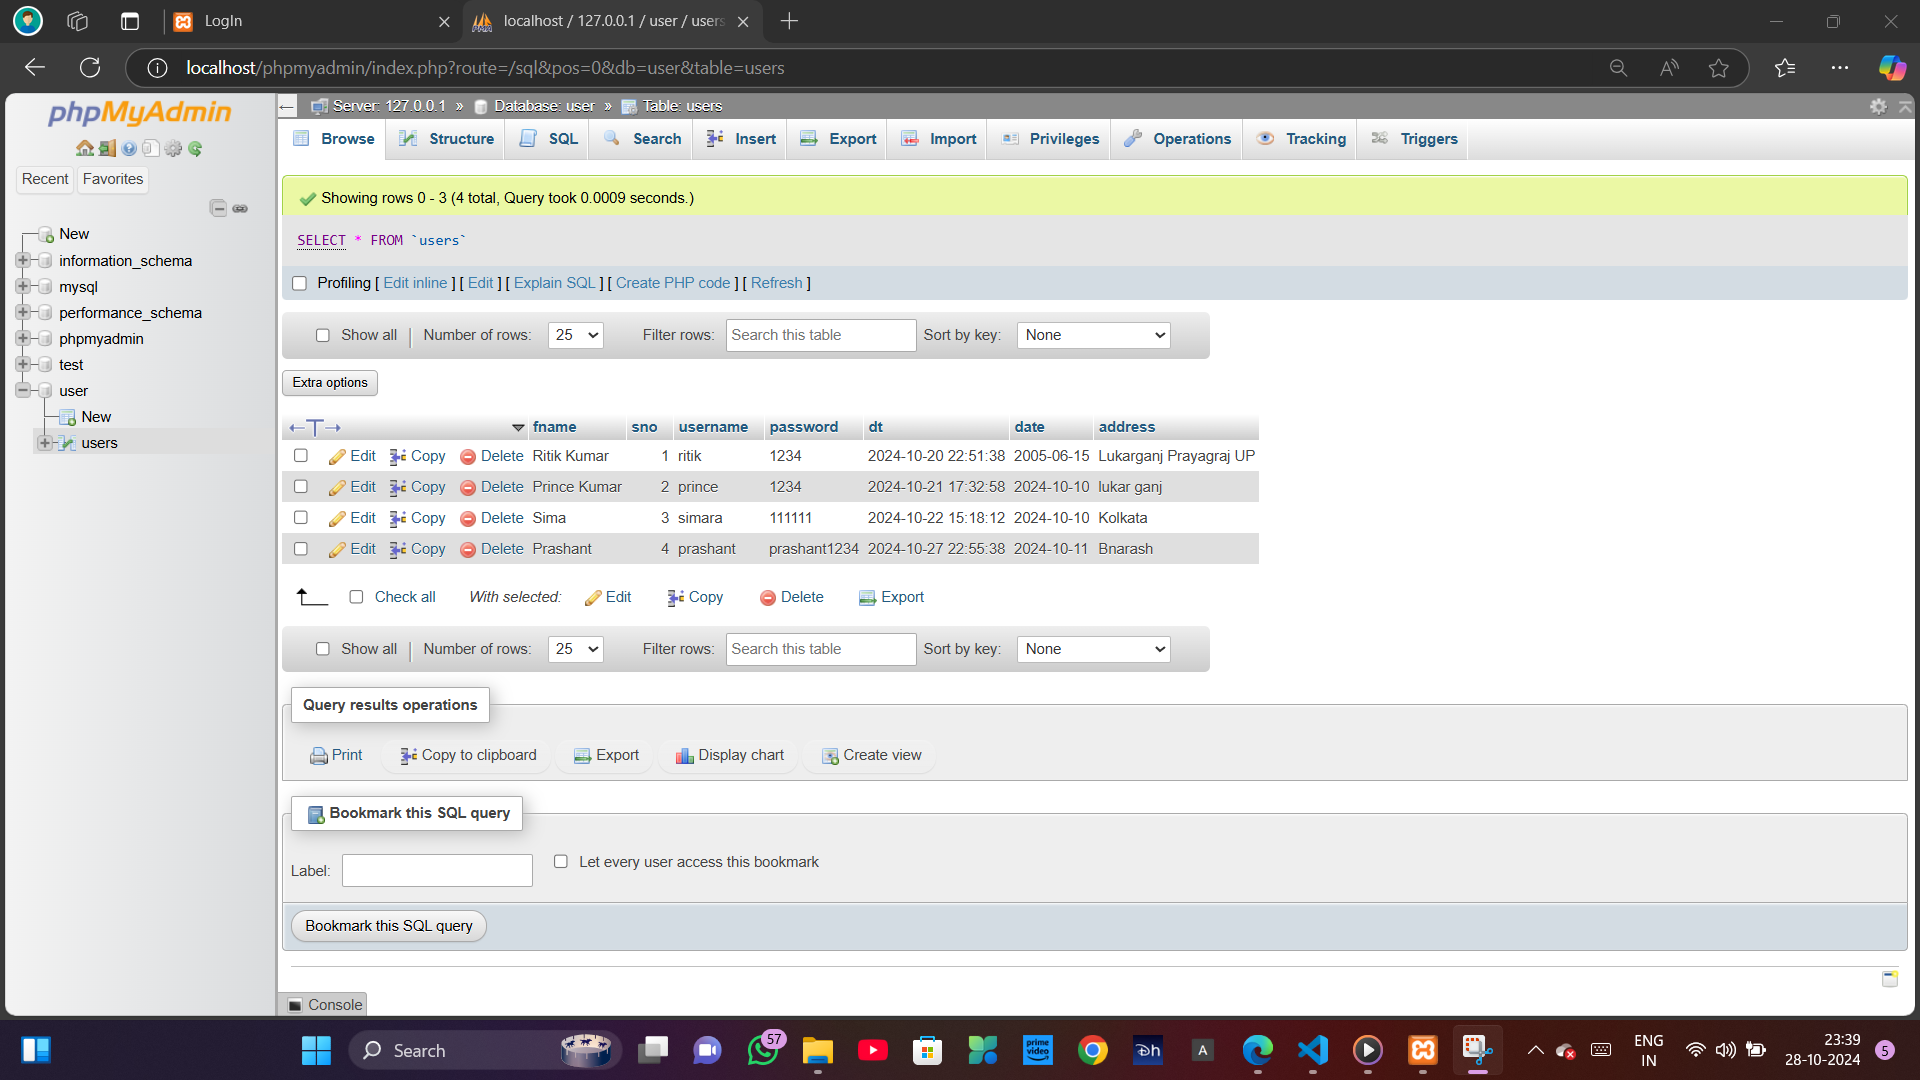 LogIn
localhost / 127.0.0.1 / user / users
localhost/phpmyadmin/index.php?route=/sql&pos=0&db=user&table=users
phpMyAdmin
Recent Favorites
New
information_schema
mysql
performance_schema
phpmyadmin
test
user
New
users
Server: 127.0.0.1 » Database: user » Table: users
Browse Structure SQL Search Insert Export Import Privileges Operations Tracking Triggers
Showing rows 0 - 3 (4 total, Query took 0.0009 seconds.)
SELECT * FROM `users`
Profiling [ Edit inline ] [ Edit ] [ Explain SQL ] [ Create PHP code ] [ Refresh ]
Show all | Number of rows: 25 Filter rows: Search this table Sort by key: None
Extra options
←T→ fname sno username password dt date address
Edit Copy Delete Ritik Kumar 1 ritik 1234 2024-10-20 22:51:38 2005-06-15 Lukarganj Prayagraj UP
Edit Copy Delete Prince Kumar 2 prince 1234 2024-10-21 17:32:58 2024-10-10 lukar ganj
Edit Copy Delete Sima 3 simara 111111 2024-10-22 15:18:12 2024-10-10 Kolkata
Edit Copy Delete Prashant 4 prashant prashant1234 2024-10-27 22:55:38 2024-10-11 Bnarash
Check all With selected: Edit Copy Delete Export
Show all | Number of rows: 25 Filter rows: Search this table Sort by key: None
Query results operations
Print Copy to clipboard Export Display chart Create view
Bookmark this SQL query
Label: Let every user access this bookmark
Bookmark this SQL query
Console
Search 57 prime video Dh A ENG IN 23:39 28-10-2024 5